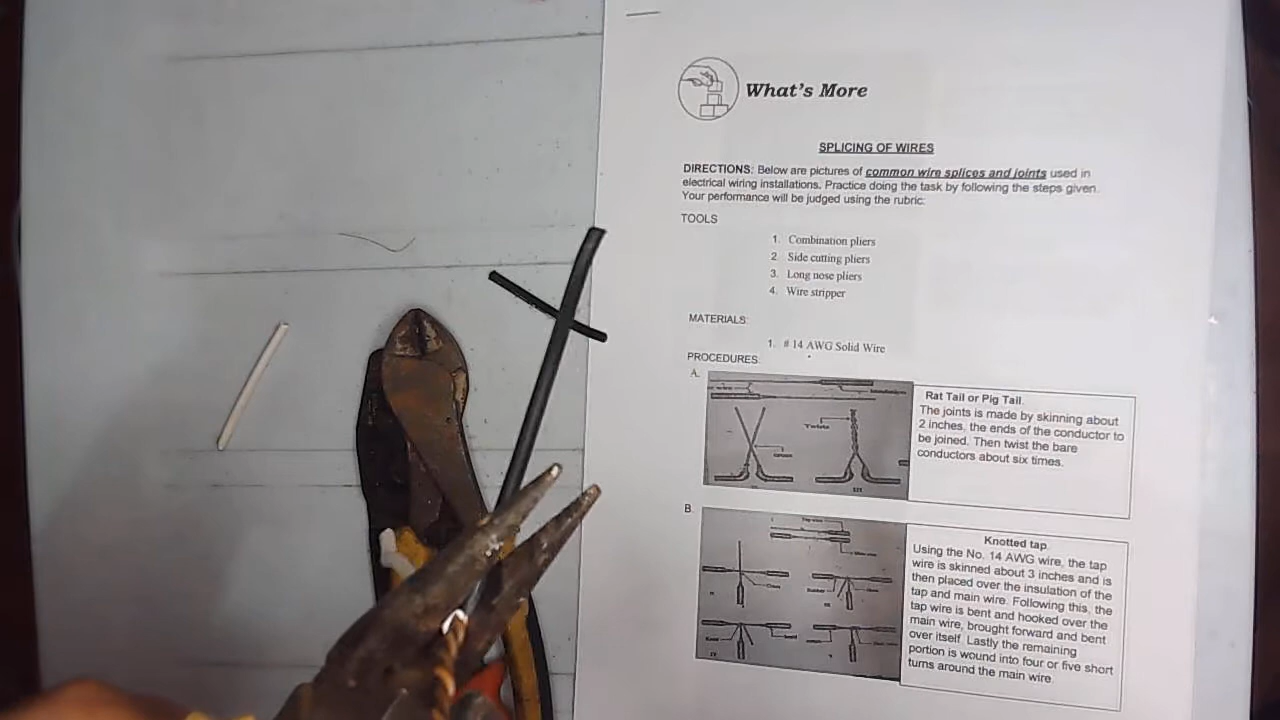 What's More
SPLICING OF WIRES
DIRECTIONS: Below are pictures of common wire splices and joints used in
electrical wiring installations. Practice doing the task by following the steps given.
Your performance will be judged using the rubric.
TOOLS
1. Combination pliers
2. Side cutting pliers
3. Long nose pliers
4. Wire stripper
MATERIALS:
1. # 14 AWG Solid Wire
PROCEDURES:
A.
Twists
Rat Tail or Pig Tail.
The joints is made by skinning about
2 inches, the ends of the conductor to
be joined. Then twist the bare
conductors about six times.
B.
Tap wire
Main wire
Knotted tap.
Using the No. 14 AWG wire, the tap
wire is skinned about 3 inches and is
then placed over the insulation of the
tap and main wire. Following this, the
tap wire is bent and hooked over the
main wire, brought forward and bent
over itself. Lastly the remaining
portion is wound into four or five short
turns around the main wire.